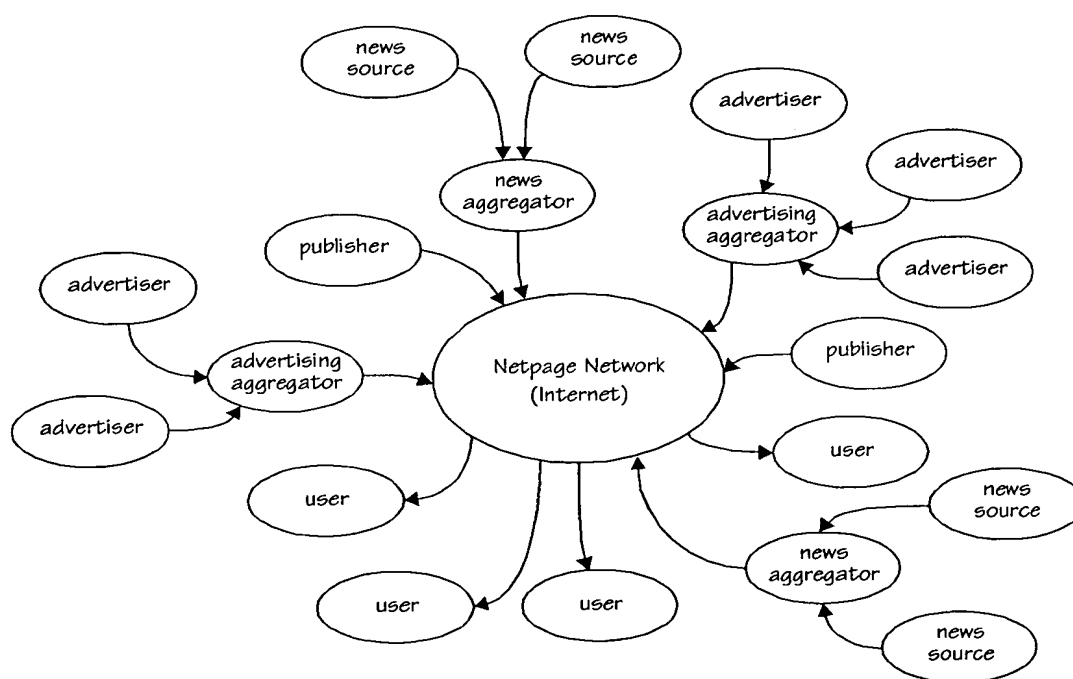 news
source
news
source
advertiser
advertiser
news
aggregator
advertising
aggregator
publisher
advertiser
advertiser
publisher
advertising
aggregator
Netpage Network
(Internet)
advertiser
user
user
news
source
news
aggregator
user
user
news
source